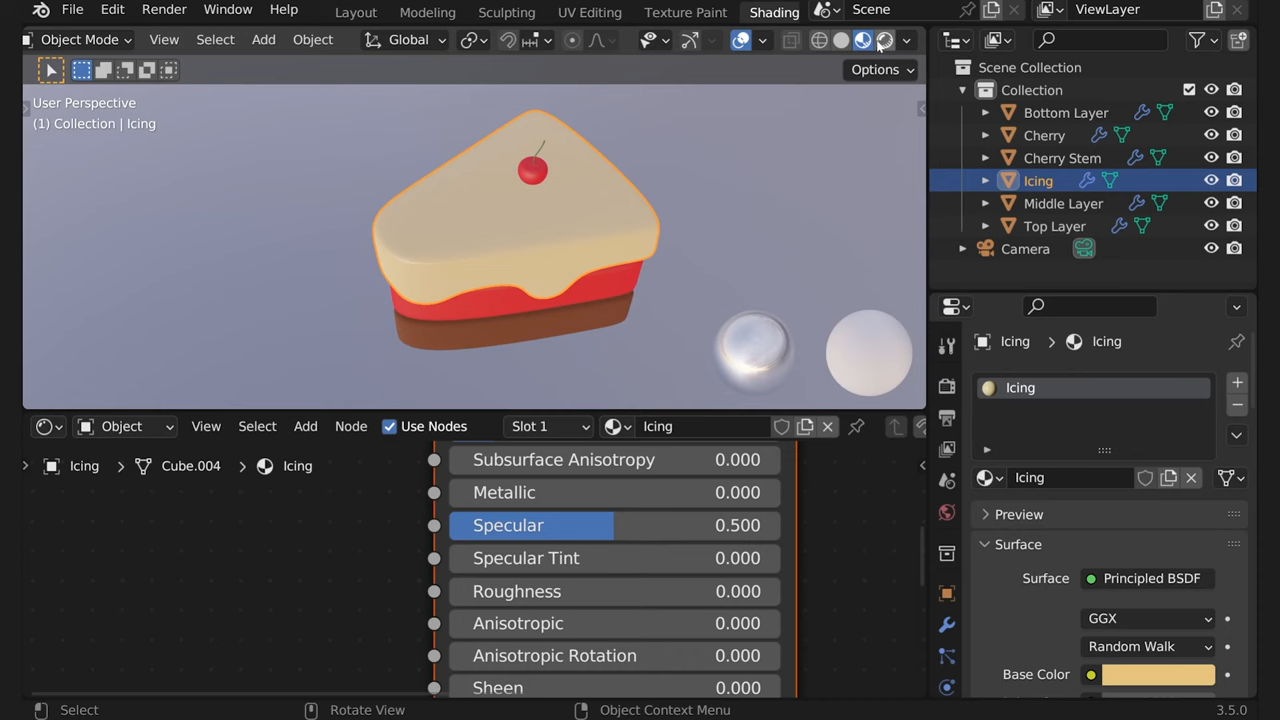 Edit Render Window Help Layout Modeling Sculpting UV Editing Texture Paint Shading Scene ViewLayer
Object Mode View Select Add Object Global
Options
User Perspective
(1) Collection | Icing
Scene Collection
Collection
Bottom Layer
Cherry
Cherry Stem
Icing
Middle Layer
Top Layer
Camera
Object View Select Add Node Use Nodes Slot 1 Icing
Icing Cube.004 Icing
Subsurface Anisotropy 0.000
Metallic 0.000
Specular 0.500
Specular Tint 0.000
Roughness 0.000
Anisotropic 0.000
Anisotropic Rotation 0.000
Sheen 0.000
Icing Icing
Icing
Icing
Preview
Surface
Surface Principled BSDF
GGX
Random Walk
Base Color
Select Rotate View Object Context Menu 3.5.0